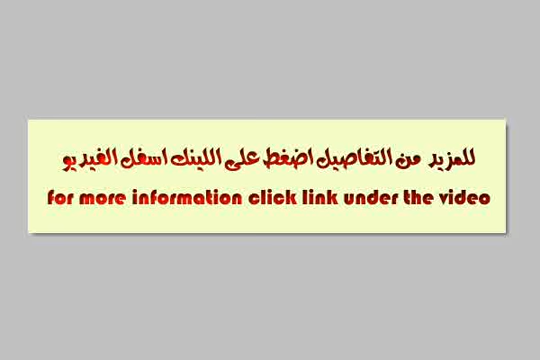 للمزيد من التفاصيل اضغط على اللينك اسفل الفيديو
for more information click link under the video